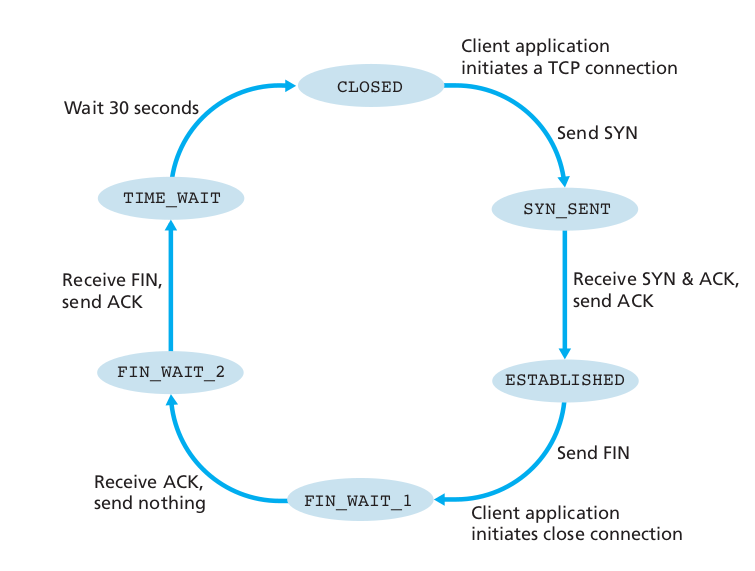 Client application
initiates a TCP connection
CLOSED
Wait 30 seconds
Send SYN
TIME_WAIT
SYN_SENT
Receive FIN,
send ACK
Receive SYN & ACK,
send ACK
FIN_WAIT_2
ESTABLISHED
Send FIN
Receive ACK,
send nothing
FIN_WAIT_1
Client application
initiates close connection